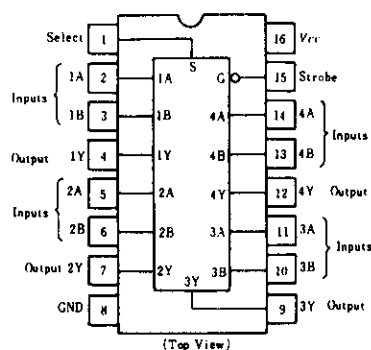 Select 1 16 Vcc
S
1A 2 1A G 15 Strobe
Inputs
1B 3 1B 4A 14 4A
Inputs
Output 1Y 4 1Y 4B 13 4B
2A 5 2A 4Y 12 4Y Output
Inputs
2B 6 2B 3A 11 3A
Inputs
Output 2Y 7 2Y 3B 10 3B
3Y
GND 8 9 3Y Output
(Top View)